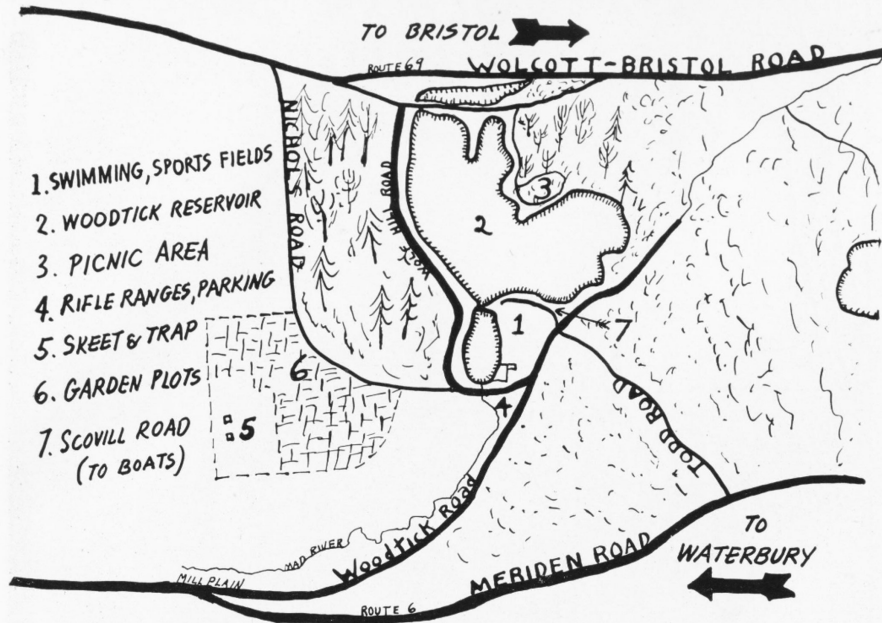 TO BRISTOL
ROUTE 69
WOLCOTT-BRISTOL ROAD
NICHOLS ROAD
ROAD
1. SWIMMING, SPORTS FIELDS
2. WOODTICK RESERVOIR
3. PICNIC AREA
4. RIFLE RANGES, PARKING
5. SKEET & TRAP
6. GARDEN PLOTS
7. SCOVILL ROAD
(TO BOATS)
3
2
1
7
6
5
4
TODD ROAD
Woodtick Road
MAD RIVER
MILL PLAIN
MERIDEN ROAD
ROUTE 6
TO
WATERBURY